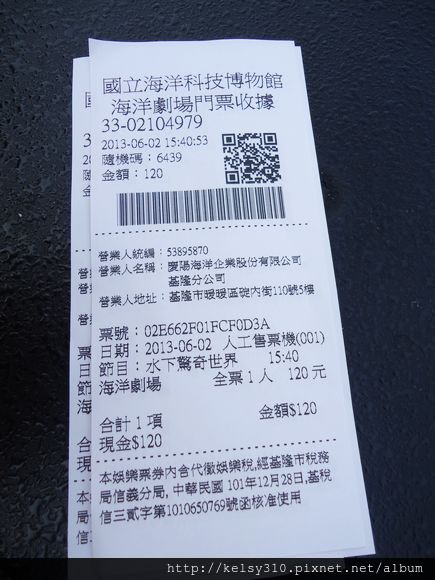 國立海洋科技博物館
海洋劇場門票收據
33-02104979
2013-06-02 15:40:53
隨機碼：6439
金額：120
營業人統編：53895870
營業人名稱：慶陽海洋企業股份有限公司
基隆分公司
營業人地址：基隆市暖暖區碇內街110號5樓
票號：02E662F01FCF0D3A
日期：2013-06-02 人工售票機(001)
節目：水下驚奇世界 15:40
海洋劇場 全票1人 120元
合計1項 金額$120
現金$120
本娛樂票券內含代徵娛樂稅,經基隆市稅務
局信義分局, 中華民國 101年12月28日,基稅
信三貳字第1010650769號函核准使用
http://kelsy310.pixnet.net/album